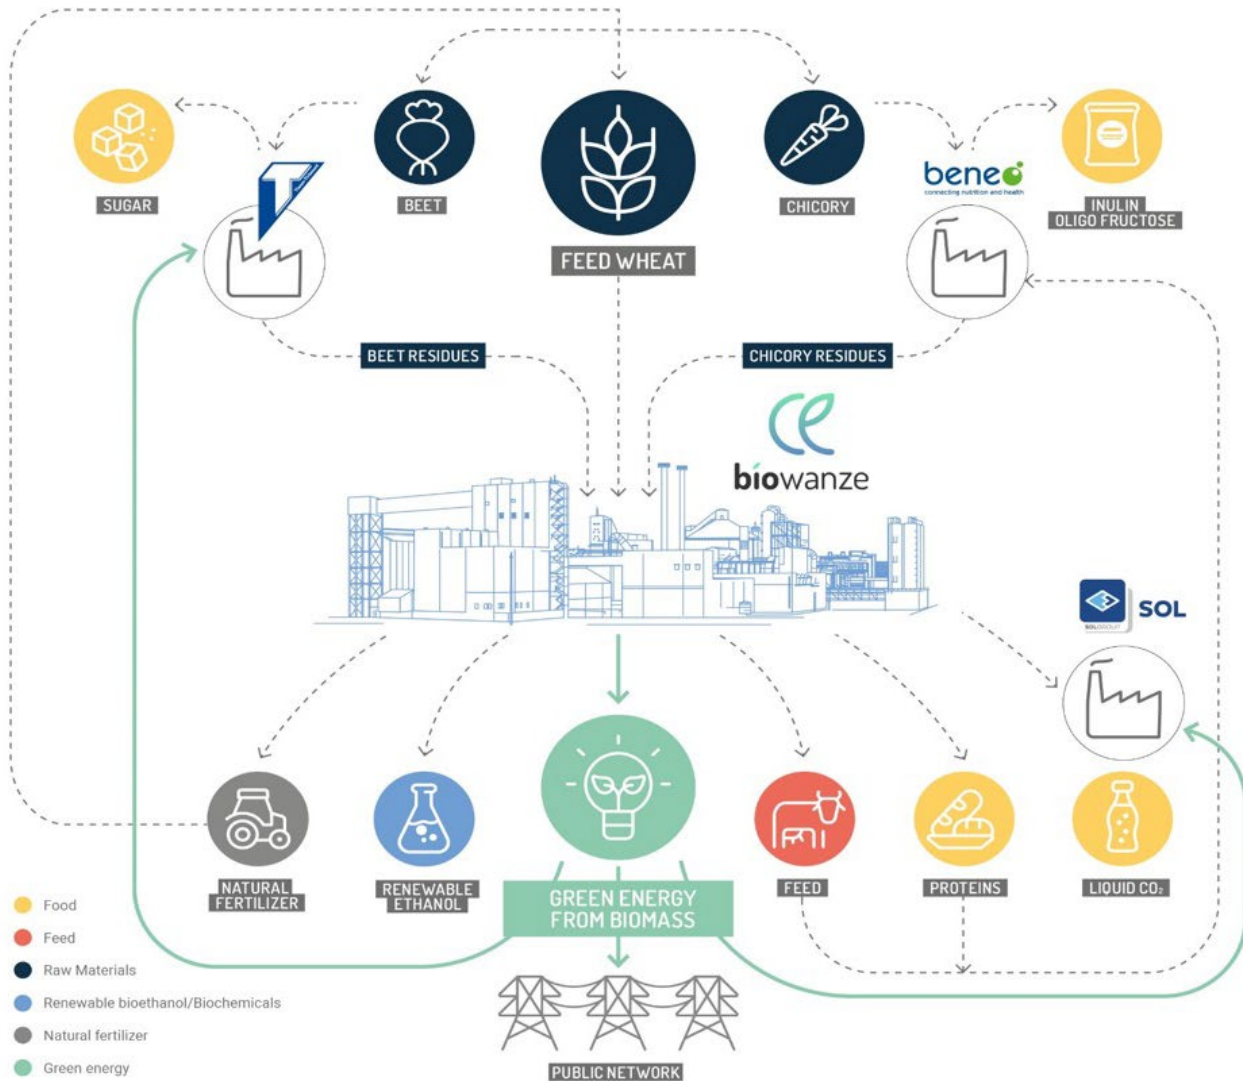 SUGAR
BEET
FEED WHEAT
CHICORY
beneo
connecting nutrition and health
INULIN
OLIGO FRUCTOSE
BEET RESIDUES
CHICORY RESIDUES
biowanze
SOL
NATURAL
FERTILIZER
RENEWABLE
ETHANOL
GREEN ENERGY
FROM BIOMASS
FEED
PROTEINS
LIQUID CO₂
PUBLIC NETWORK
Food
Feed
Raw Materials
Renewable bioethanol/Biochemicals
Natural fertilizer
Green energy